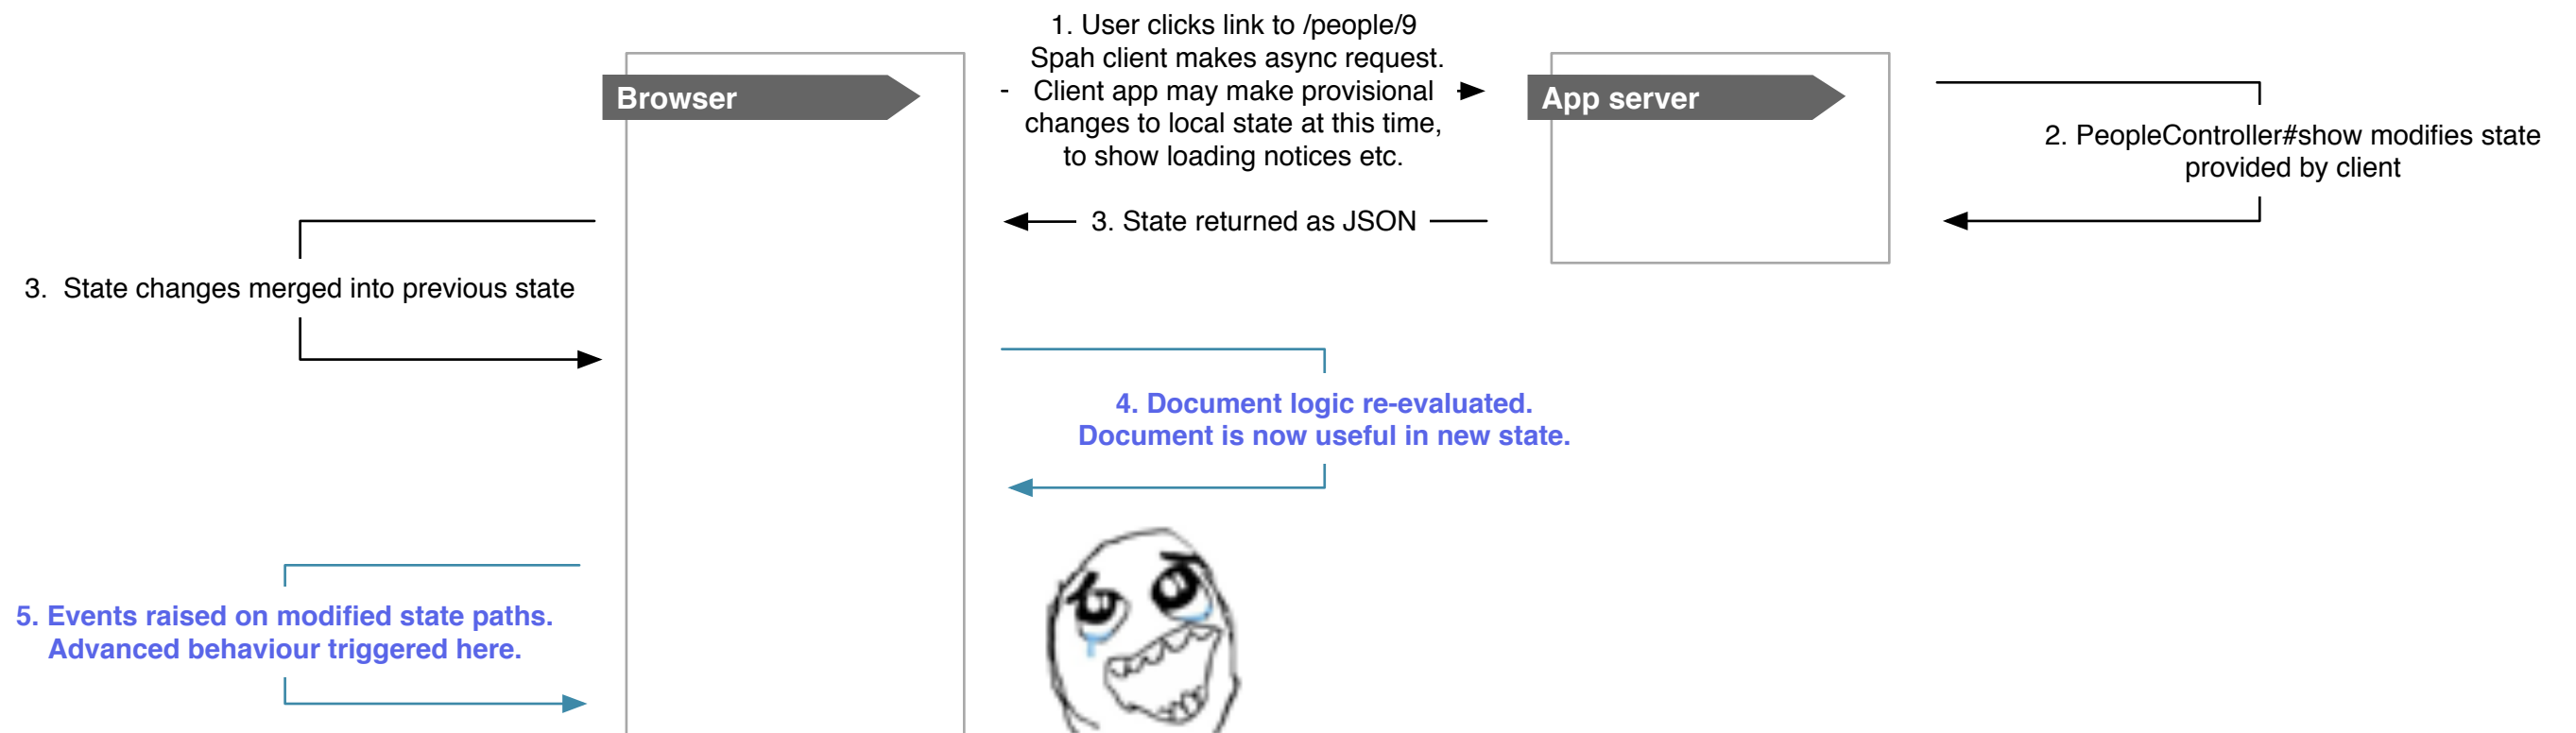 1. User clicks link to /people/9
Spah client makes async request.
Client app may make provisional
changes to local state at this time,
to show loading notices etc.
Browser
App server
2. PeopleController#show modifies state
provided by client
3. State returned as JSON
3. State changes merged into previous state
4. Document logic re-evaluated.
Document is now useful in new state.
5. Events raised on modified state paths.
Advanced behaviour triggered here.